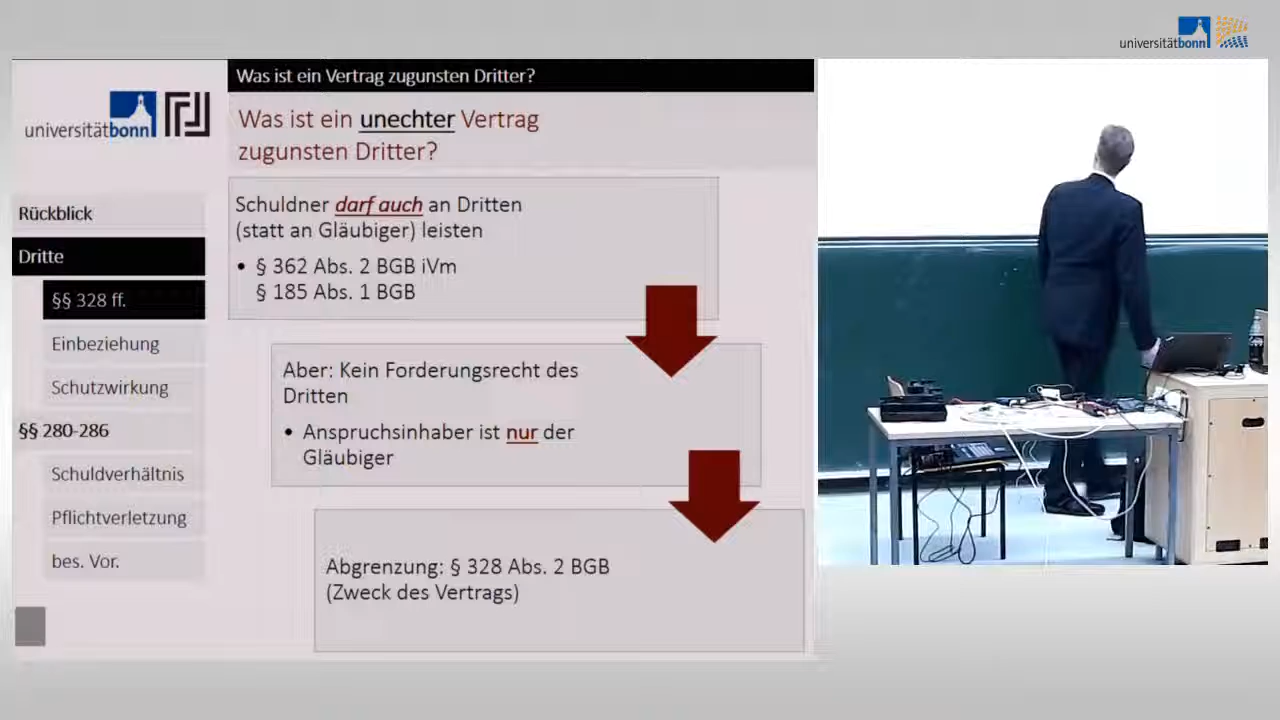 universitätbonn
universitätbonn
Rückblick
Dritte
§§ 328 ff.
Einbeziehung
Schutzwirkung
§§ 280-286
Schuldverhältnis
Pflichtverletzung
bes. Vor.
Was ist ein Vertrag zugunsten Dritter?
Was ist ein unechter Vertrag
zugunsten Dritter?
Schuldner darf auch an Dritten
(statt an Gläubiger) leisten
• § 362 Abs. 2 BGB iVm
§ 185 Abs. 1 BGB
Aber: Kein Forderungsrecht des
Dritten
• Anspruchsinhaber ist nur der
Gläubiger
Abgrenzung: § 328 Abs. 2 BGB
(Zweck des Vertrags)